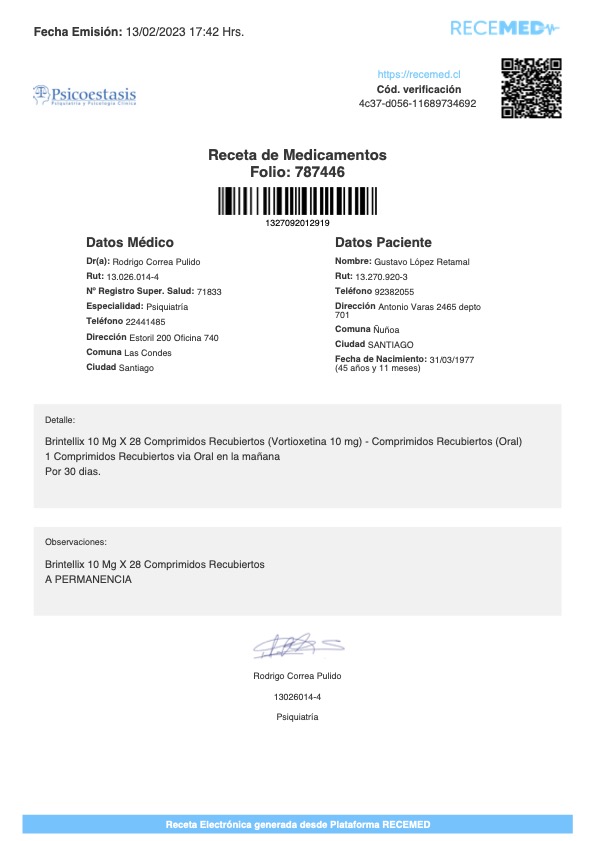 Fecha Emisión: 13/02/2023 17:42 Hrs.
RECEMED
Psicoestasis
Psiquiatría y Psicología Clínica
https://recemed.cl
Cód. verificación
4c37-d056-11689734692
Receta de Medicamentos
Folio: 787446
1327092012919
Datos Médico
Dr(a): Rodrigo Correa Pulido
Rut: 13.026.014-4
Nº Registro Super. Salud: 71833
Especialidad: Psiquiatría
Teléfono 22441485
Dirección Estoril 200 Oficina 740
Comuna Las Condes
Ciudad Santiago
Datos Paciente
Nombre: Gustavo López Retamal
Rut: 13.270.920-3
Teléfono 92382055
Dirección Antonio Varas 2465 depto
701
Comuna Ñuñoa
Ciudad SANTIAGO
Fecha de Nacimiento: 31/03/1977
(45 años y 11 meses)
Detalle:
Brintellix 10 Mg X 28 Comprimidos Recubiertos (Vortioxetina 10 mg) - Comprimidos Recubiertos (Oral)
1 Comprimidos Recubiertos via Oral en la mañana
Por 30 dias.
Observaciones:
Brintellix 10 Mg X 28 Comprimidos Recubiertos
A PERMANENCIA
Rodrigo Correa Pulido
13026014-4
Psiquiatría
Receta Electrónica generada desde Plataforma RECEMED